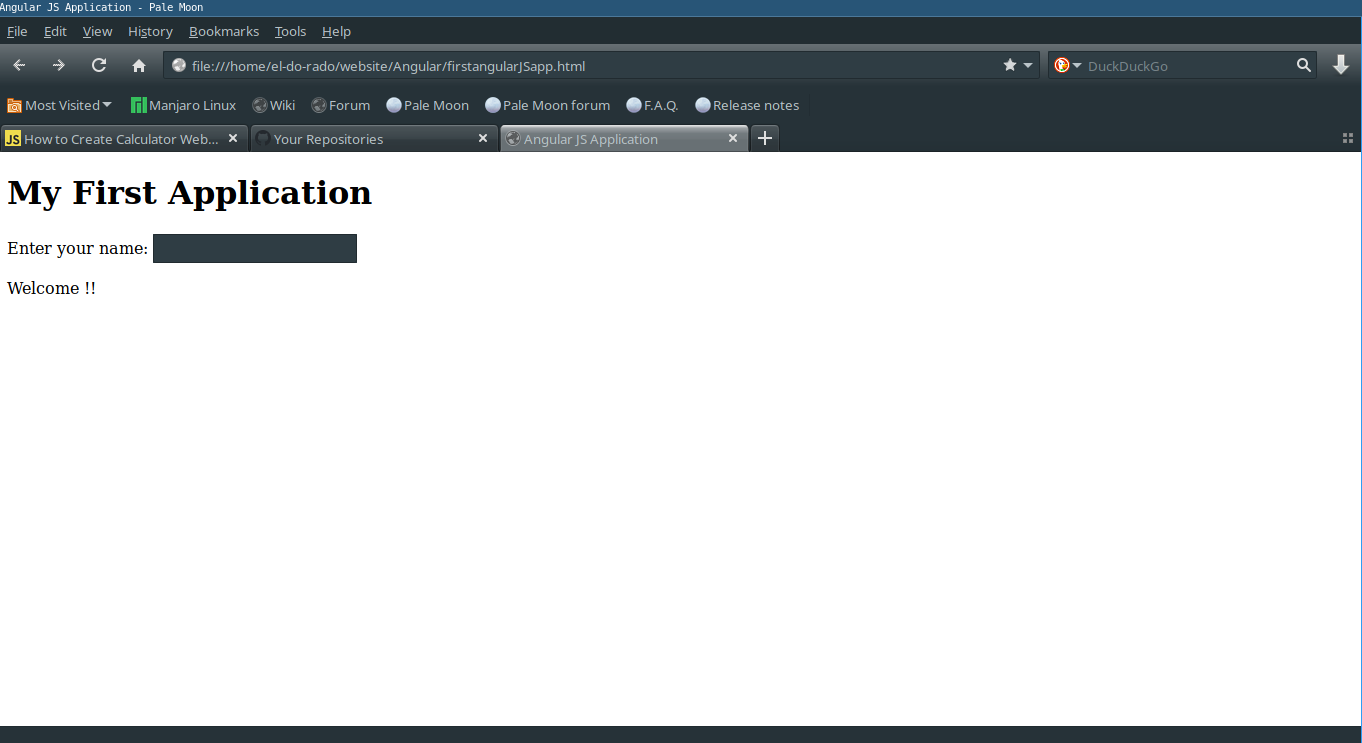 Angular JS Application - Pale Moon
File Edit View History Bookmarks Tools Help
file:///home/el-do-rado/website/Angular/firstangularJSapp.html DuckDuckGo
Most Visited Manjaro Linux Wiki Forum Pale Moon Pale Moon forum F.A.Q. Release notes
JS How to Create Calculator Web... Your Repositories Angular JS Application
My First Application
Enter your name:
Welcome !!